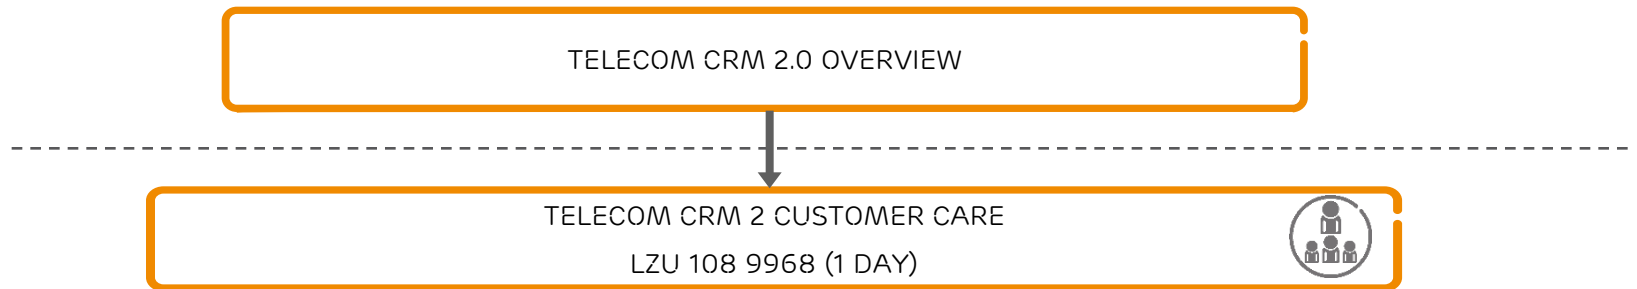 TELECOM CRM 2.0 OVERVIEW
TELECOM CRM 2 CUSTOMER CARE
LZU 108 9968 (1 DAY)